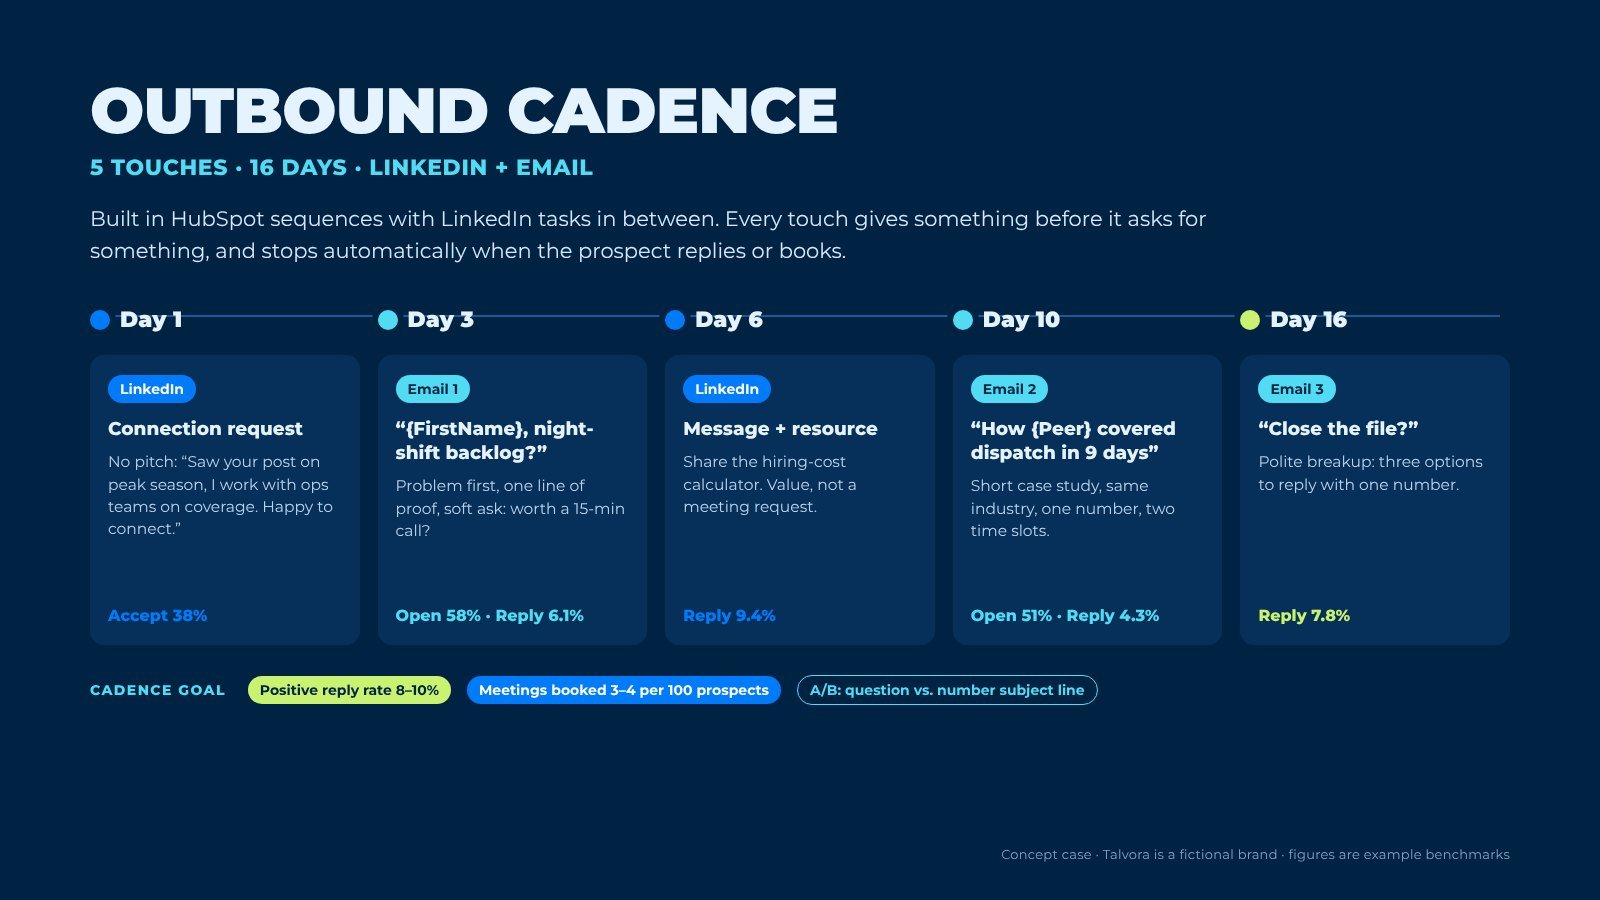 OUTBOUND CADENCE
5 TOUCHES · 16 DAYS · LINKEDIN + EMAIL
Built in HubSpot sequences with LinkedIn tasks in between. Every touch gives something before it asks for
something, and stops automatically when the prospect replies or books.
Day 1
LinkedIn
Connection request
No pitch: “Saw your post on
peak season, I work with ops
teams on coverage. Happy to
connect.”
Accept 38%
Day 3
Email 1
“{FirstName}, night-
shift backlog?”
Problem first, one line of
proof, soft ask: worth a 15-min
call?
Open 58% · Reply 6.1%
Day 6
LinkedIn
Message + resource
Share the hiring-cost
calculator. Value, not a
meeting request.
Reply 9.4%
Day 10
Email 2
“How {Peer} covered
dispatch in 9 days”
Short case study, same
industry, one number, two
time slots.
Open 51% · Reply 4.3%
Day 16
Email 3
“Close the file?”
Polite breakup: three options
to reply with one number.
Reply 7.8%
CADENCE GOAL
Positive reply rate 8–10%
Meetings booked 3–4 per 100 prospects
A/B: question vs. number subject line
Concept case · Talvora is a fictional brand · figures are example benchmarks